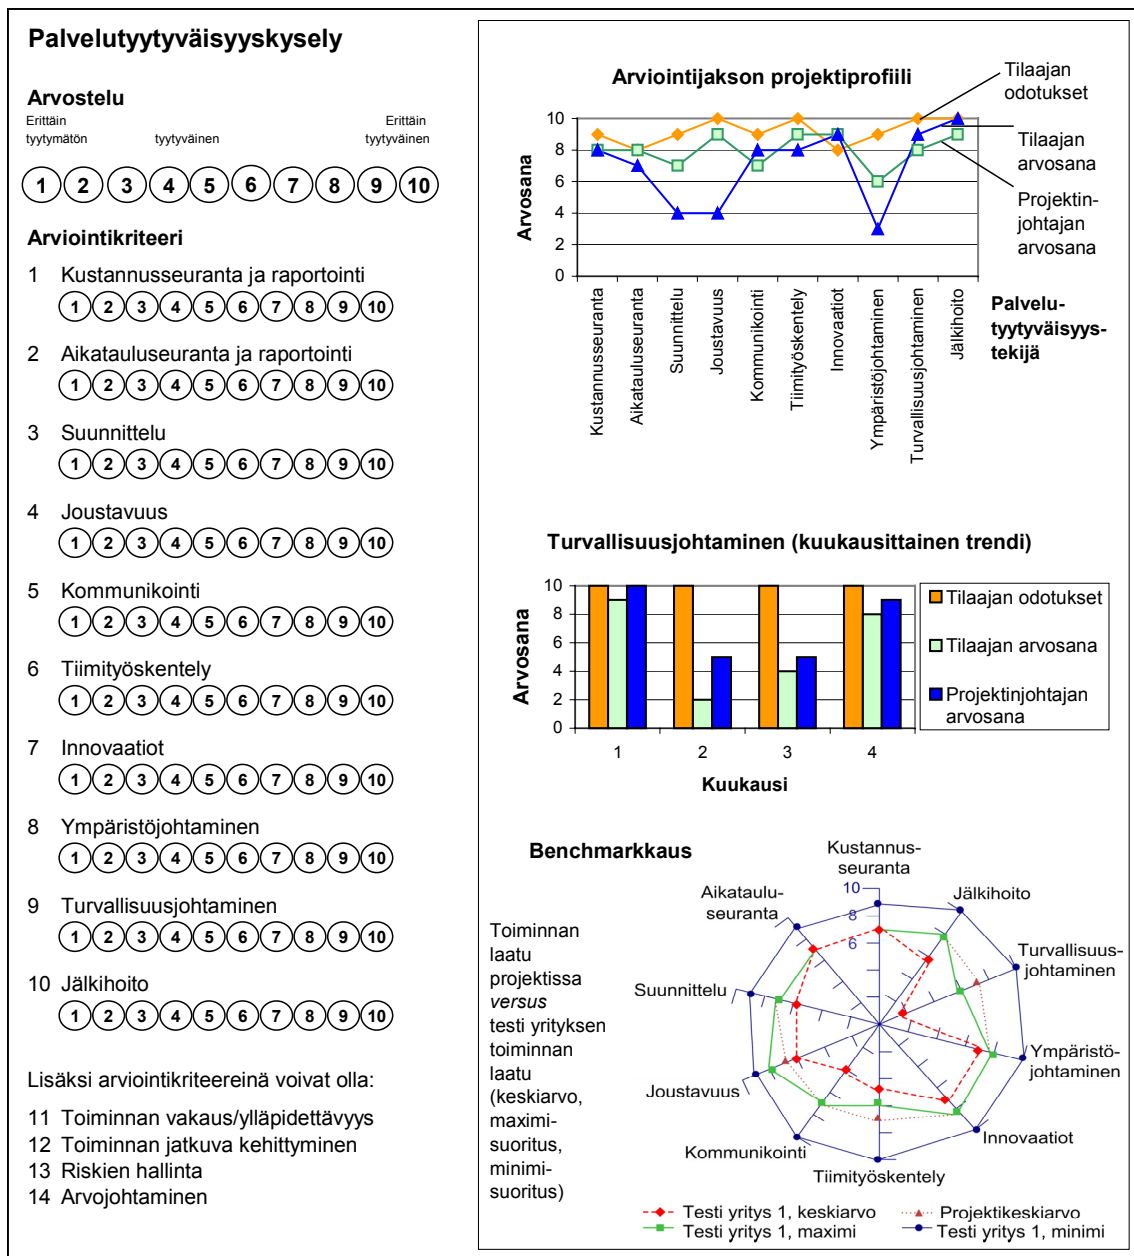 Palvelutyytyväisyyskysely
Arvostelu
Erittäin tyytymätön
tyytyväinen
Erittäin tyytyväinen
1 2 3 4 5 6 7 8 9 10
Arviointikriteeri
1 Kustannusseuranta ja raportointi
1 2 3 4 5 6 7 8 9 10
2 Aikatauluseuranta ja raportointi
1 2 3 4 5 6 7 8 9 10
3 Suunnittelu
1 2 3 4 5 6 7 8 9 10
4 Joustavuus
1 2 3 4 5 6 7 8 9 10
5 Kommunikointi
1 2 3 4 5 6 7 8 9 10
6 Tiimityöskentely
1 2 3 4 5 6 7 8 9 10
7 Innovaatiot
1 2 3 4 5 6 7 8 9 10
8 Ympäristöjohtaminen
1 2 3 4 5 6 7 8 9 10
9 Turvallisuusjohtaminen
1 2 3 4 5 6 7 8 9 10
10 Jälkihoito
1 2 3 4 5 6 7 8 9 10
Lisäksi arviointikriteereinä voivat olla:
11 Toiminnan vakaus/ylläpidettävyys
12 Toiminnan jatkuva kehittyminen
13 Riskien hallinta
14 Arvojohtaminen
Arviointijakson projektiprofiili
Tilaajan
odotukset
Tilaajan
arvosana
Projektin-
johtajan
arvosana
Arvosana
10
8
6
4
2
0
Kustannusseuranta
Aikatauluseuranta
Suunnittelu
Joustavuus
Kommunikointi
Tiimityöskentely
Innovaatiot
Ympäristöjohtaminen
Turvallisuusjohtaminen
Jälkihoito
Palvelu-
tyytyväisyys-
tekijä
Turvallisuusjohtaminen (kuukausittainen trendi)
Arvosana
10
8
6
4
2
0
1 2 3 4
Kuukausi
Tilaajan odotukset
Tilaajan arvosana
Projektinjohtajan
arvosana
Benchmarkkaus
Toiminnan
laatu
projektissa
versus
testi yrityksen
toiminnan
laatu
(keskiarvo,
maximi-
suoritus,
minimi-
suoritus)
Kustannus-
seuranta
Jälkihoito
Turvallisuus-
johtaminen
Ympäristö-
johtaminen
Innovaatiot
Tiimityöskentely
Kommunikointi
Joustavuus
Suunnittelu
Aikataulu-
seuranta
10
8
6
Testi yritys 1, keskiarvo
Projektikeskiarvo
Testi yritys 1, maximi
Testi yritys 1, minimi